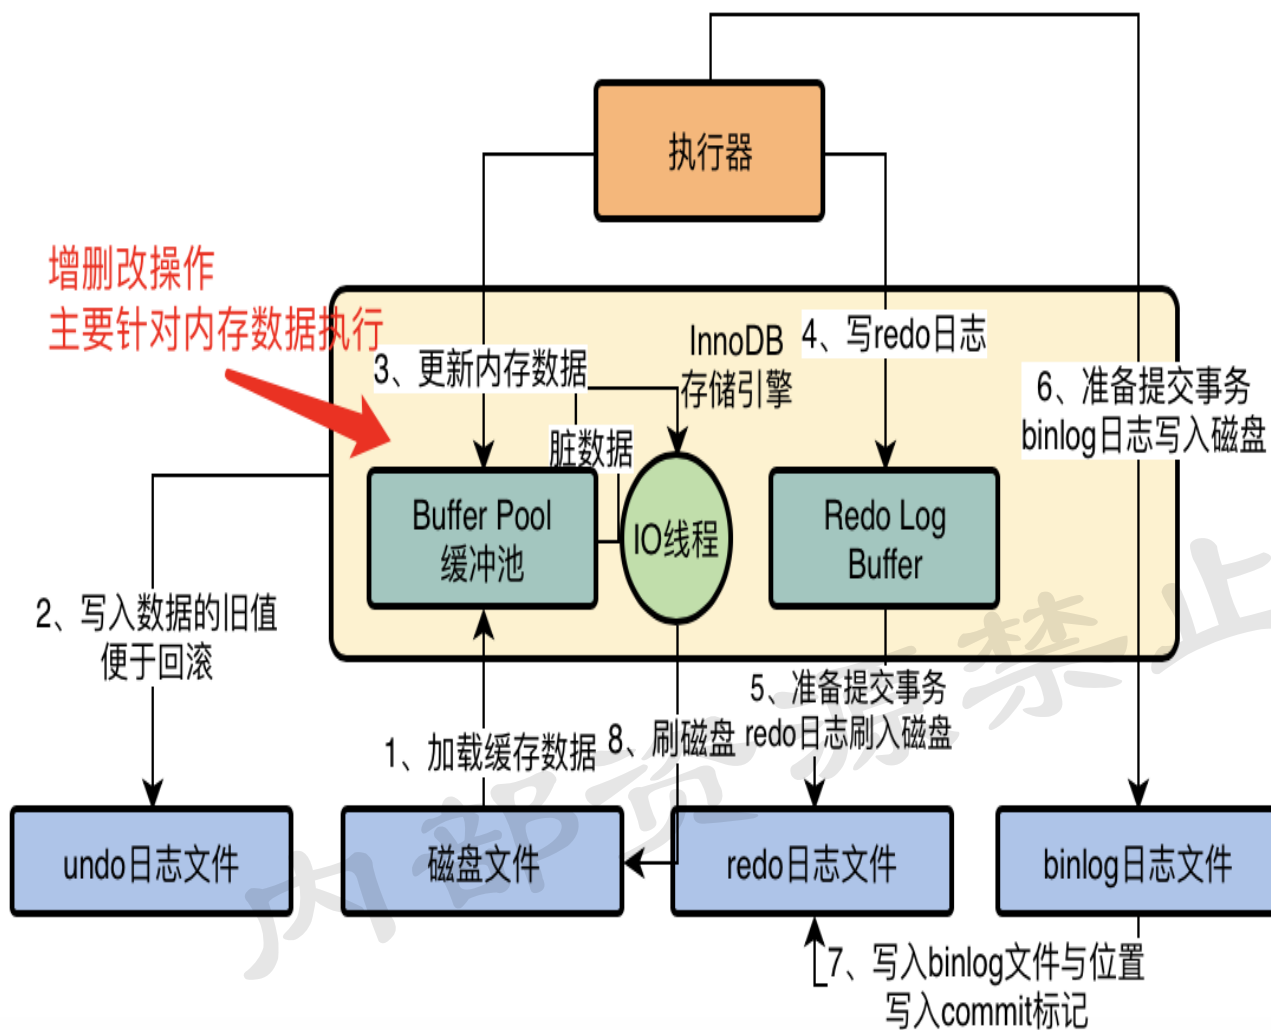 执行器
增删改操作
主要针对内存数据执行
3、更新内存数据
InnoDB
存储引擎
4、写redo日志
6、准备提交事务
binlog日志写入磁盘
脏数据
Buffer Pool
缓冲池
IO线程
Redo Log
Buffer
2、写入数据的旧值
便于回滚
1、加载缓存数据
8、刷磁盘
5、准备提交事务
redo日志刷入磁盘
undo日志文件
磁盘文件
redo日志文件
binlog日志文件
7、写入binlog文件与位置
写入commit标记
内部资源禁止